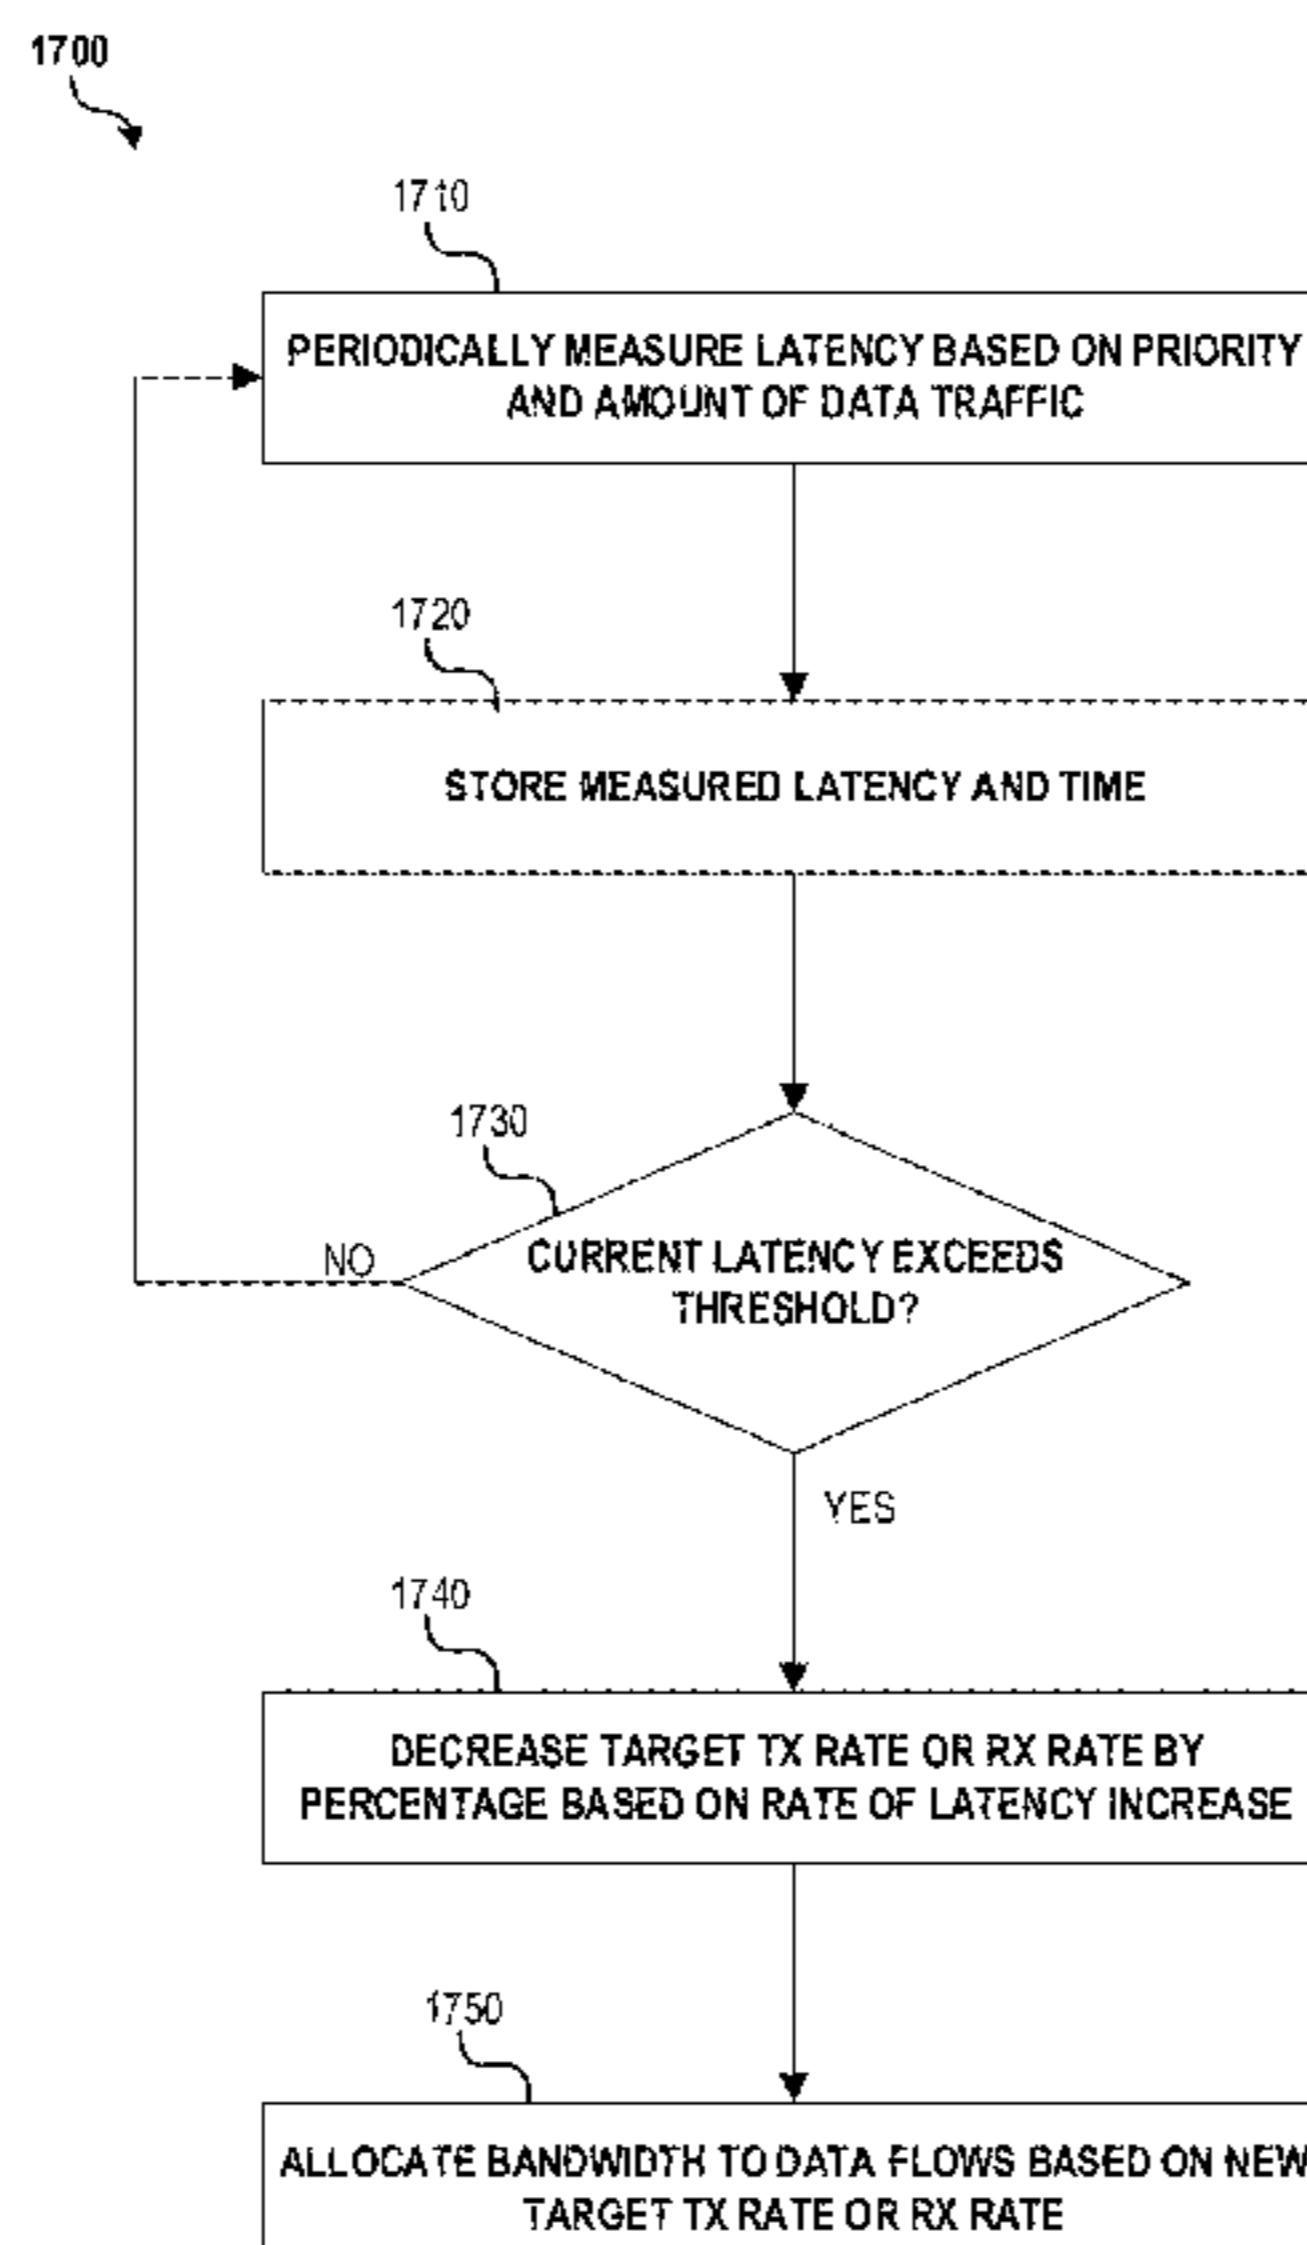 1700
1710
PERIODICALLY MEASURE LATENCY BASED ON PRIORITY
AND AMOUNT OF DATA TRAFFIC
1720
STORE MEASURED LATENCY AND TIME
1730
NO
CURRENT LATENCY EXCEEDS
THRESHOLD?
YES
1740
DECREASE TARGET TX RATE OR RX RATE BY
PERCENTAGE BASED ON RATE OF LATENCY INCREASE
1750
ALLOCATE BANDWIDTH TO DATA FLOWS BASED ON NEW
TARGET TX RATE OR RX RATE